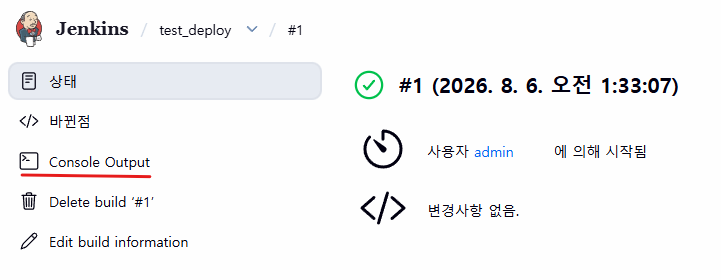 Jenkins / test_deploy / #1
상태
바뀐점
Console Output
Delete build ‘#1’
Edit build information
#1 (2026. 8. 6. 오전 1:33:07)
사용자 admin 에 의해 시작됨
변경사항 없음.